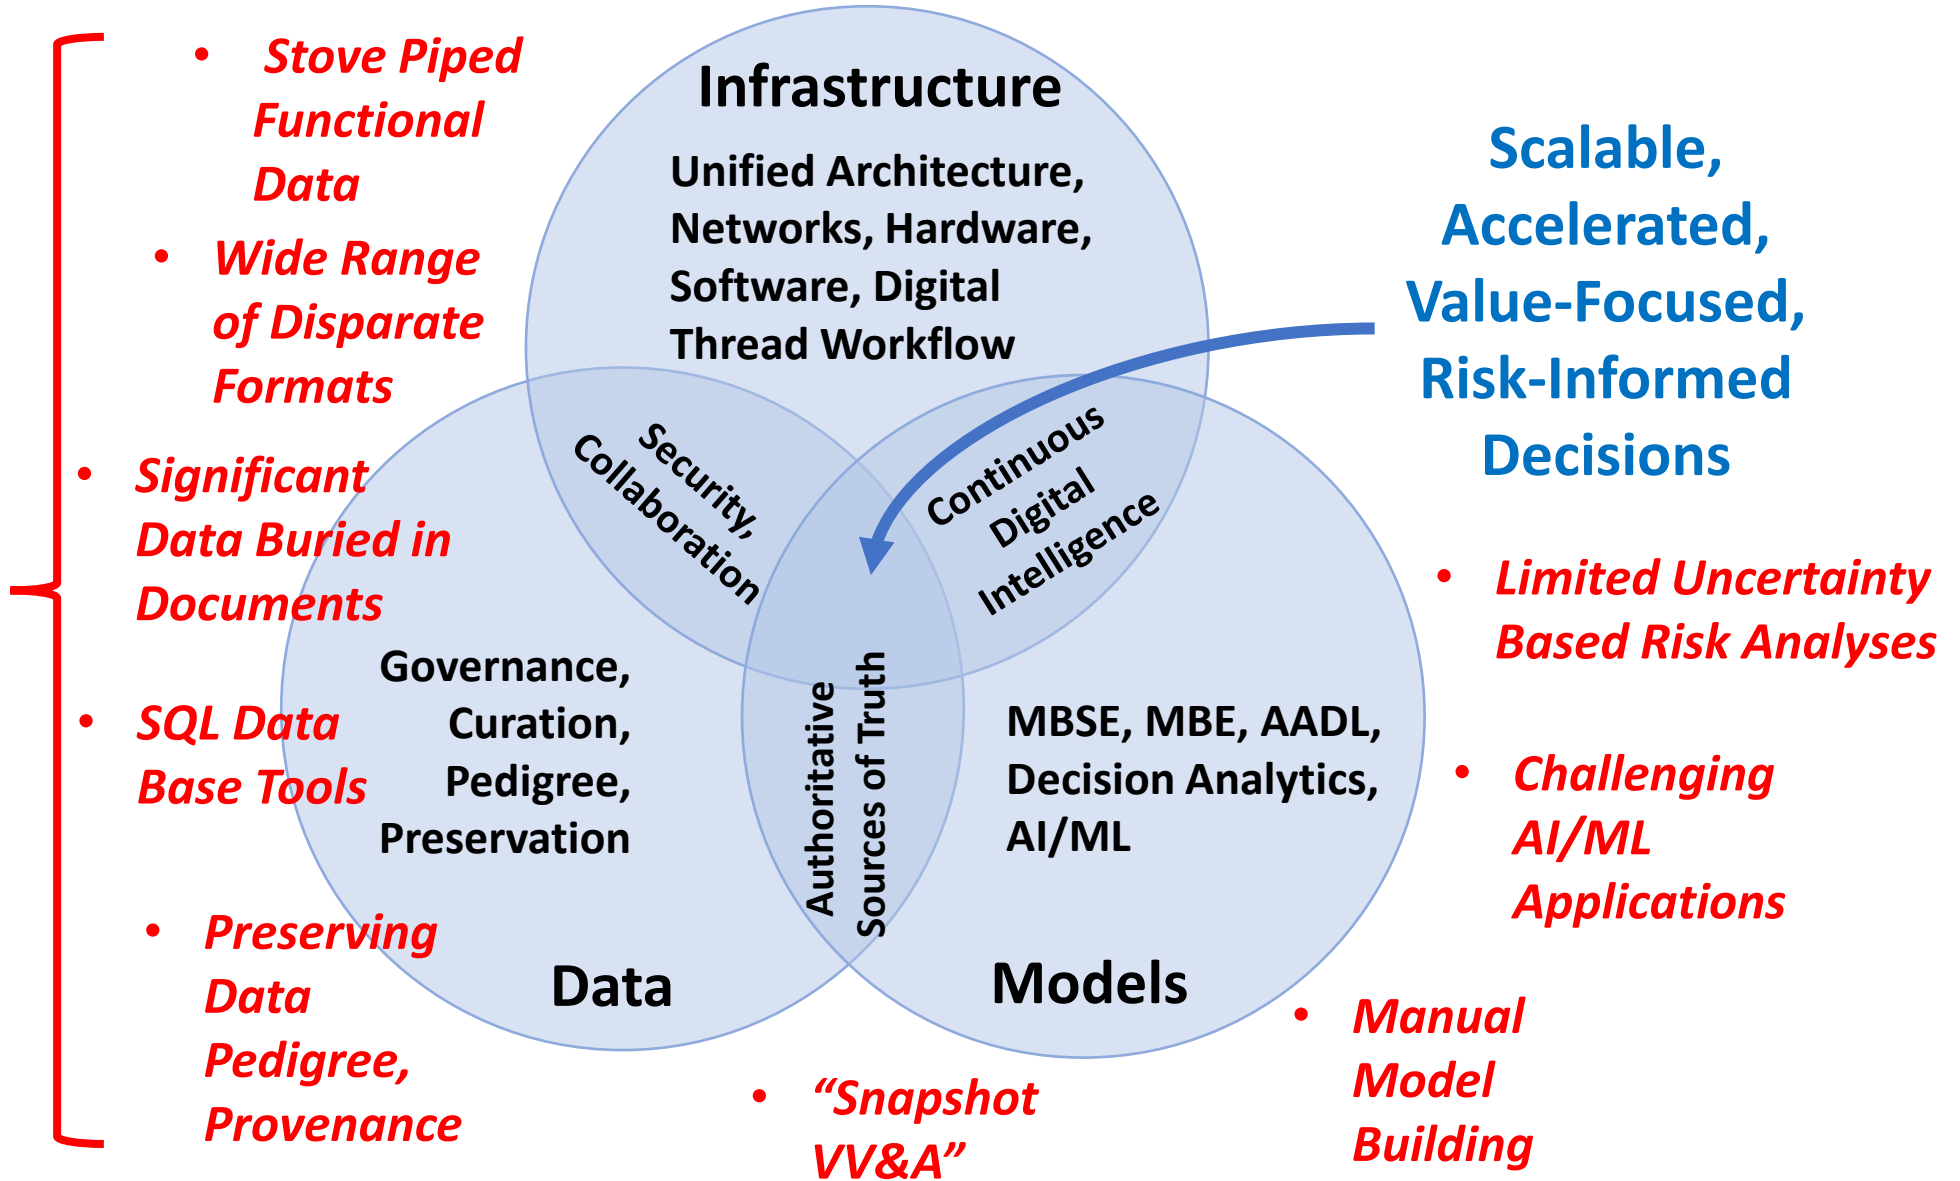 • Stove Piped
Functional
Data
• Wide Range
of Disparate
Formats
• Significant
Data Buried in
Documents
• SQL Data
Base Tools
• Preserving
Data
Pedigree,
Provenance
Infrastructure
Unified Architecture,
Networks, Hardware,
Software, Digital
Thread Workflow
Security,
Collaboration
Continuous
Digital
Intelligence
Governance,
Curation,
Pedigree,
Preservation
Data
Authoritative
Sources of Truth
MBSE, MBE, AADL,
Decision Analytics,
AI/ML
Models
Scalable,
Accelerated,
Value-Focused,
Risk-Informed
Decisions
• Limited Uncertainty
Based Risk Analyses
• Challenging
AI/ML
Applications
• Manual
Model
Building
• “Snapshot
VV&A”